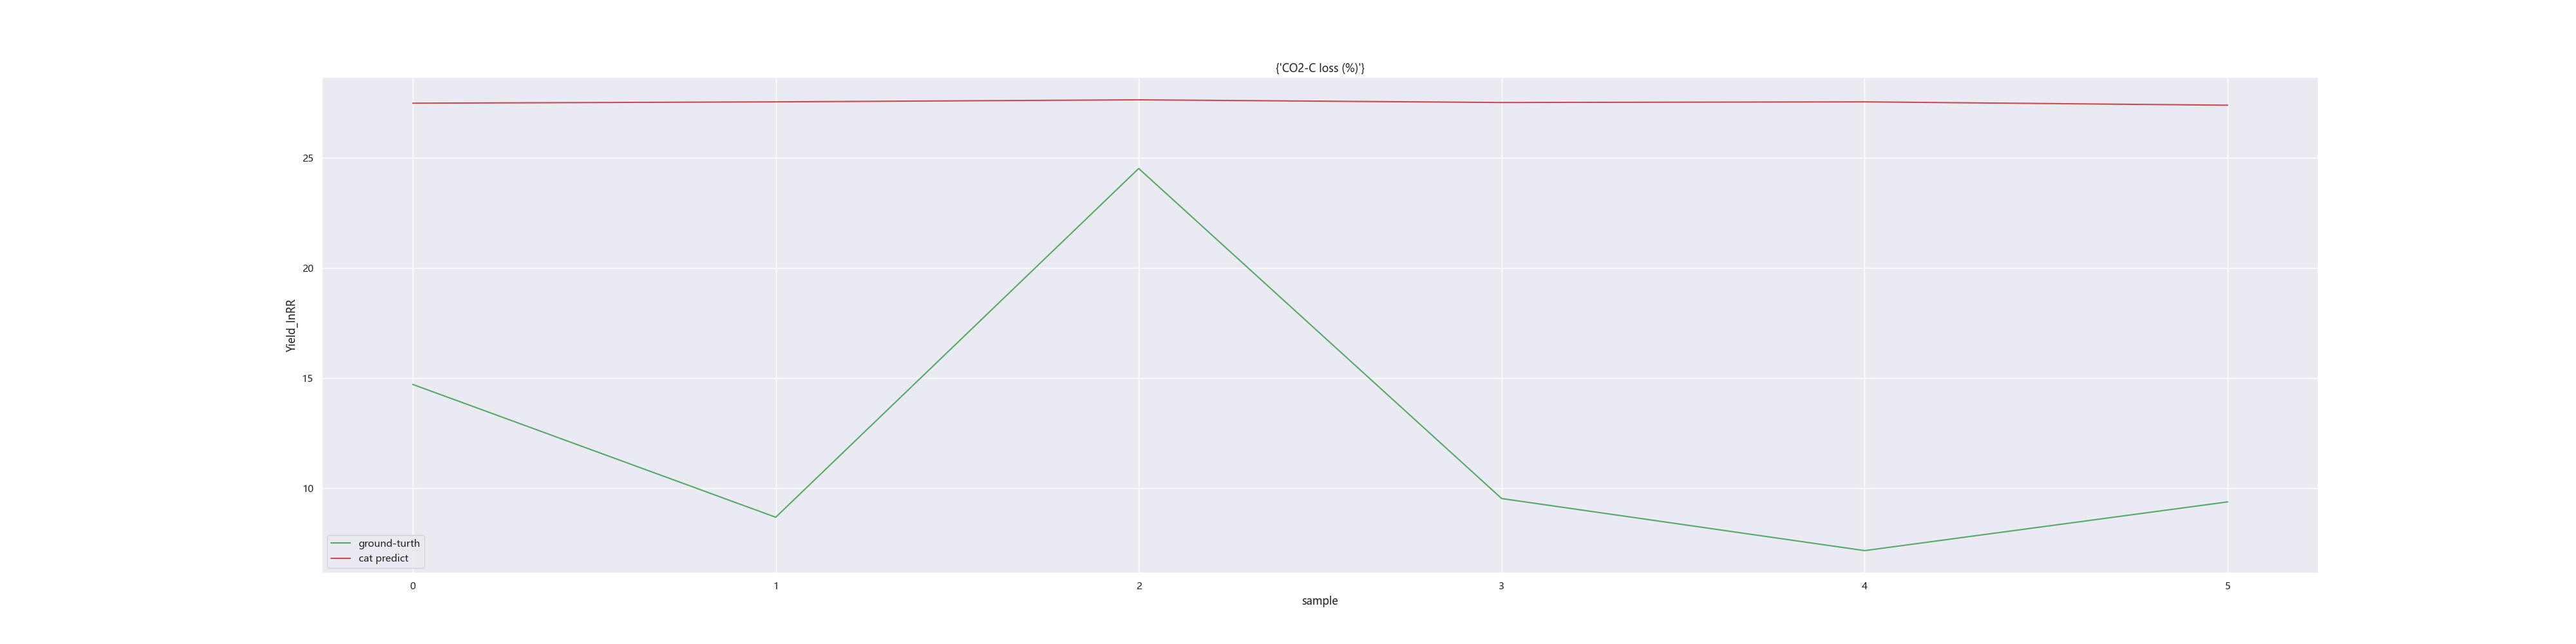 {'CO2-C loss (%)'}
25
20
15
10
Yield_lnRR
ground-turth
cat predict
0 1 2 3 4 5
sample